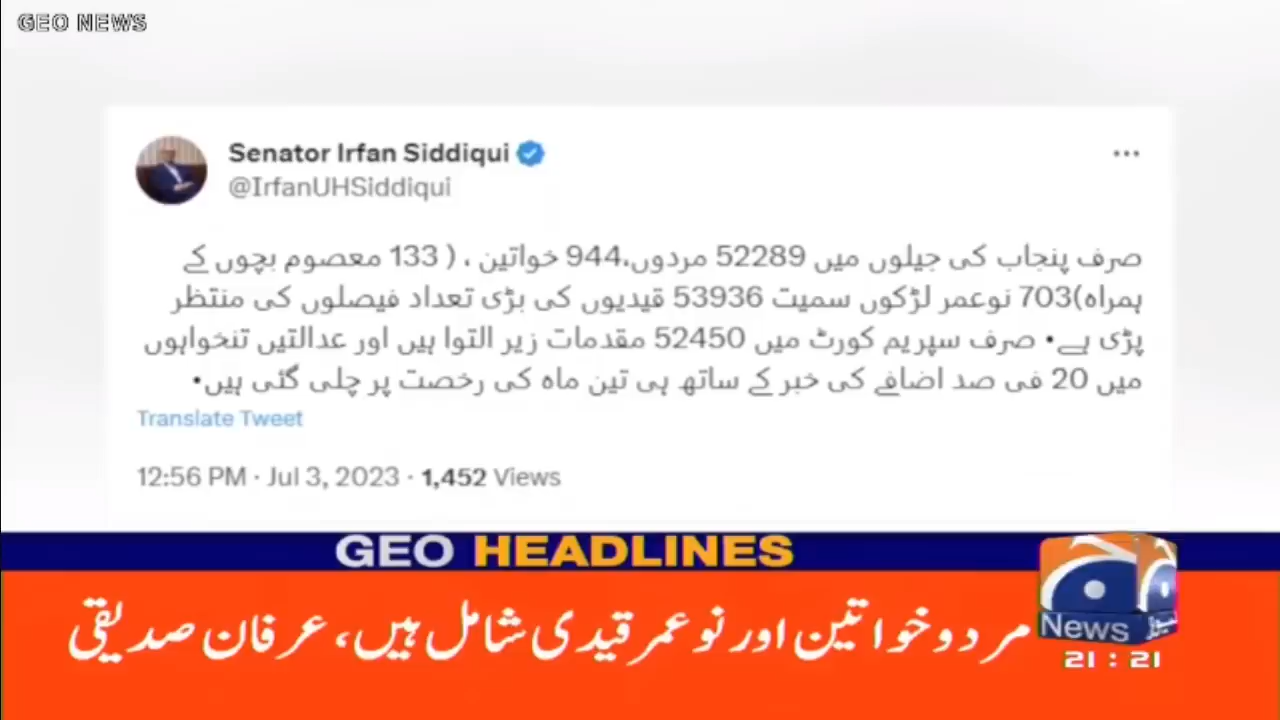 GEO NEWS
Senator Irfan Siddiqui
@IrfanUHSiddiqui
صرف پنجاب کی جیلوں میں 52289 مردوں،944 خواتین ، ( 133 معصوم بچوں کے
ہمراہ)703 نوعمر لڑکوں سمیت 53936 قیدیوں کی بڑی تعداد فیصلوں کی منتظر
پڑی ہے• صرف سپریم کورٹ میں 52450 مقدمات زیر التوا ہیں اور عدالتیں تنخواہوں
میں 20 فی صد اضافے کی خبر کے ساتھ ہی تین ماہ کی رخصت پر چلی گئی ہیں•
Translate Tweet
12:56 PM · Jul 3, 2023 · 1,452 Views
GEO HEADLINES
مرد و خواتین اور نو عمر قیدی شامل ہیں، عرفان صدیقی
News نیوز
21 : 21